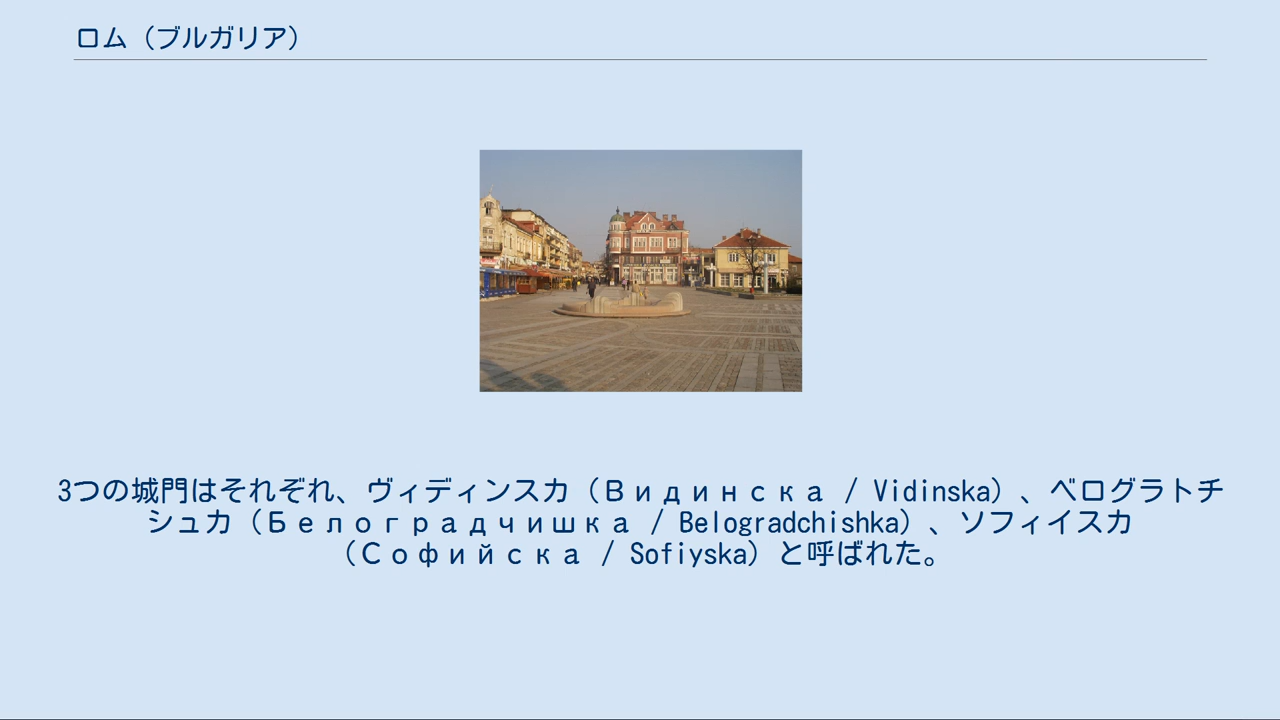 ロム（ブルガリア）
3つの城門はそれぞれ、ヴィディンスカ（Видинска / Vidinska）、ベログラトチ
シュカ（Белоградчишка / Belogradchishka）、ソフィイスカ
（Софийска / Sofiyska）と呼ばれた。